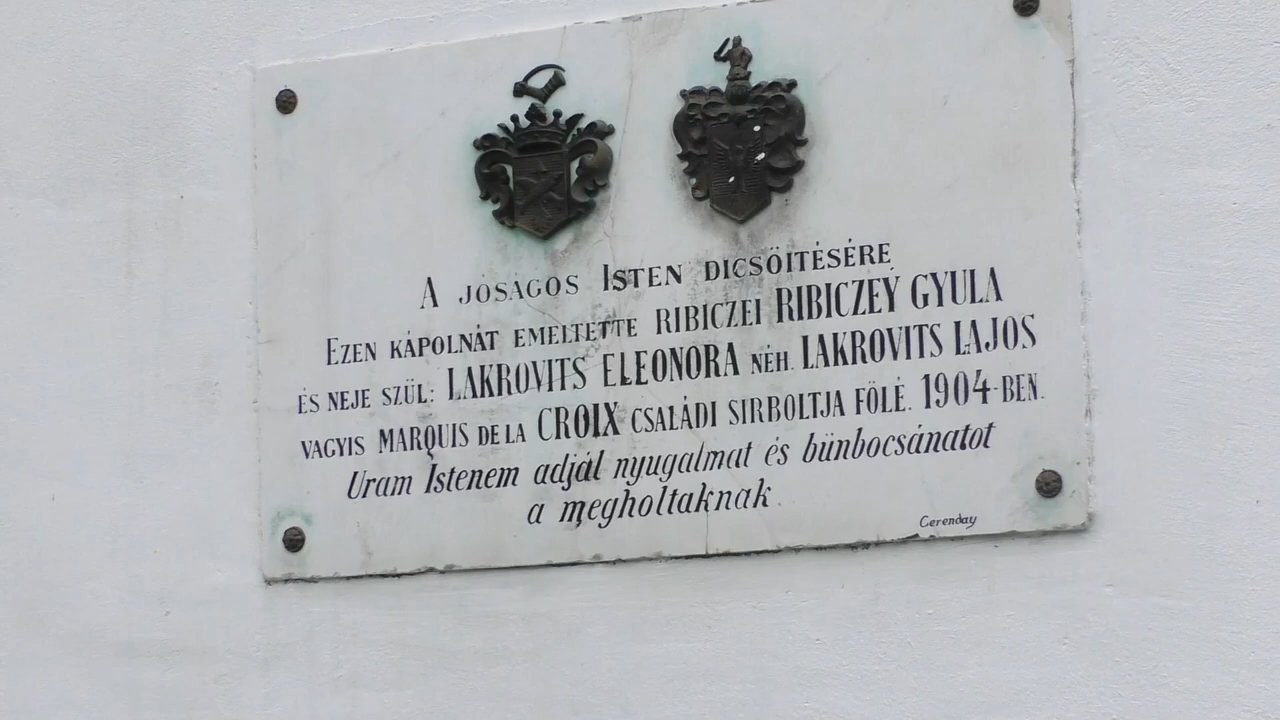 A JÓSÁGOS ISTEN DICSÖITÉSÉRE
EZEN KÁPOLNÁT EMELTETTE RIBICZEI RIBICZEÝ GYULA
ÉS NEJE SZÜL: LAKROVITS ELEONORA NÉH. LAKROVITS LAJOS
VAGYIS MARQUIS DE LA CROIX CSALÁDI SIRBOLTJA FÖLÉ. 1904-BEN.
Uram Istenem adjál nyugalmat és bünbocsánatot
a megholtaknak.
Gerenday